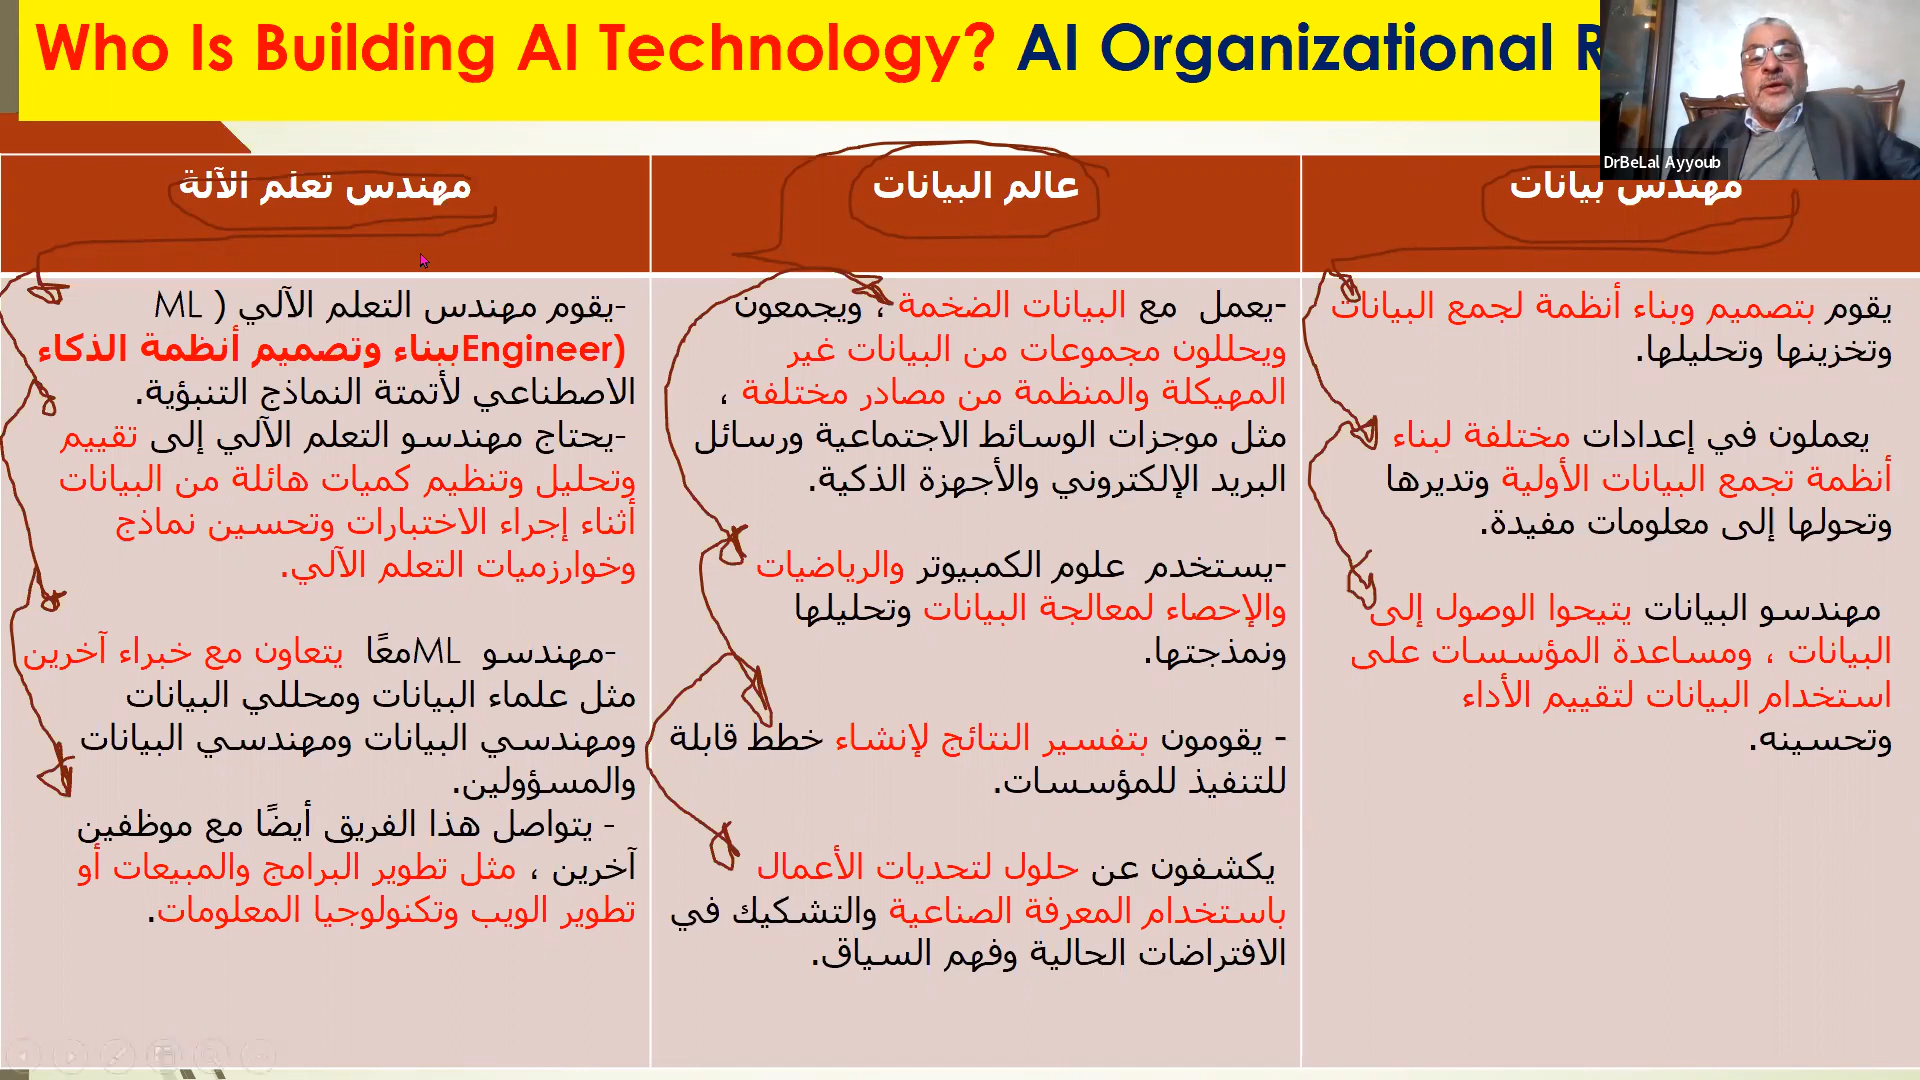 Who Is Building AI Technology? AI Organizational R
DrBeLal Ayyoub
مهندس بيانات
يقوم بتصميم وبناء أنظمة لجمع البيانات
وتخزينها وتحليلها.
يعملون في إعدادات مختلفة لبناء
أنظمة تجمع البيانات الأولية وتديرها
وتحولها إلى معلومات مفيدة.
مهندسو البيانات يتيحوا الوصول إلى
البيانات ، ومساعدة المؤسسات على
استخدام البيانات لتقييم الأداء
وتحسينه.
عالم البيانات
-يعمل مع البيانات الضخمة ، ويجمعون
ويحللون مجموعات من البيانات غير
المهيكلة والمنظمة من مصادر مختلفة ،
مثل موجزات الوسائط الاجتماعية ورسائل
البريد الإلكتروني والأجهزة الذكية.
-يستخدم علوم الكمبيوتر والرياضيات
والإحصاء لمعالجة البيانات وتحليلها
ونمذجتها.
- يقومون بتفسير النتائج لإنشاء خطط قابلة
للتنفيذ للمؤسسات.
يكشفون عن حلول لتحديات الأعمال
باستخدام المعرفة الصناعية والتشكيك في
الافتراضات الحالية وفهم السياق.
مهندس تعلم الآلة
-يقوم مهندس التعلم الآلي ( ML
Engineer)ببناء وتصميم أنظمة الذكاء
الاصطناعي لأتمتة النماذج التنبؤية.
-يحتاج مهندسو التعلم الآلي إلى تقييم
وتحليل وتنظيم كميات هائلة من البيانات
أثناء إجراء الاختبارات وتحسين نماذج
وخوارزميات التعلم الآلي.
-مهندسو MLمعًا يتعاون مع خبراء آخرين
مثل علماء البيانات ومحللي البيانات
ومهندسي البيانات ومهندسي البيانات
والمسؤولين.
- يتواصل هذا الفريق أيضًا مع موظفين
آخرين ، مثل تطوير البرامج والمبيعات أو
تطوير الويب وتكنولوجيا المعلومات.